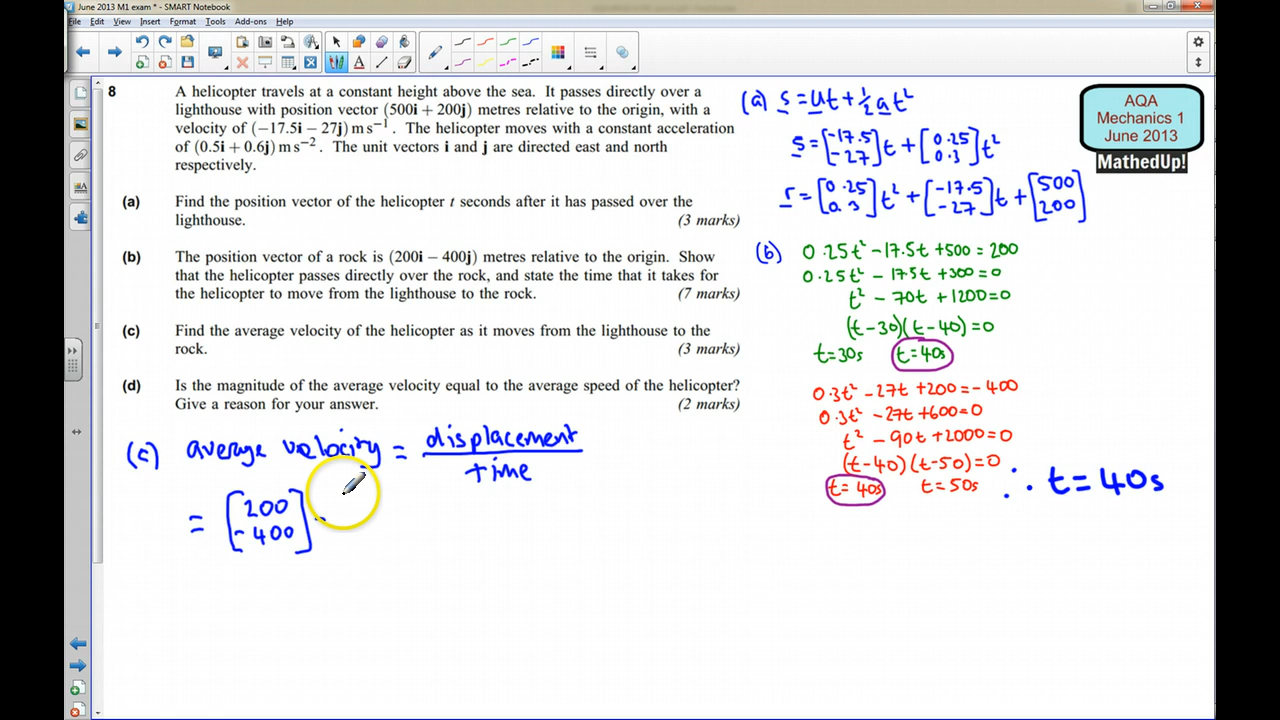 June 2013 M1 exam * - SMART Notebook
File Edit View Insert Format Tools Add-ons Help
8 A helicopter travels at a constant height above the sea. It passes directly over a
lighthouse with position vector (500i + 200j) metres relative to the origin, with a
velocity of (−17.5i − 27j) m s⁻¹. The helicopter moves with a constant acceleration
of (0.5i + 0.6j) m s⁻². The unit vectors i and j are directed east and north
respectively.
(a) Find the position vector of the helicopter t seconds after it has passed over the
lighthouse. (3 marks)
(b) The position vector of a rock is (200i − 400j) metres relative to the origin. Show
that the helicopter passes directly over the rock, and state the time that it takes for
the helicopter to move from the lighthouse to the rock. (7 marks)
(c) Find the average velocity of the helicopter as it moves from the lighthouse to the
rock. (3 marks)
(d) Is the magnitude of the average velocity equal to the average speed of the helicopter?
Give a reason for your answer. (2 marks)
(c) average velocity = displacement
time
= [200
-400] -
(a) s = ut + ½at²
s = [-17.5
-27]t + [0.25
0.3]t²
r = [0.25
0.3]t² + [-17.5
-27]t + [500
200]
(b) 0.25t² - 17.5t + 500 = 200
0.25t² - 17.5t + 300 = 0
t² - 70t + 1200 = 0
(t-30)(t-40) = 0
t = 30s t = 40s
0.3t² - 27t + 200 = -400
0.3t² - 27t + 600 = 0
t² - 90t + 2000 = 0
(t-40)(t-50) = 0
t = 40s t = 50s
∴ t = 40s
AQA
Mechanics 1
June 2013
MathedUp!